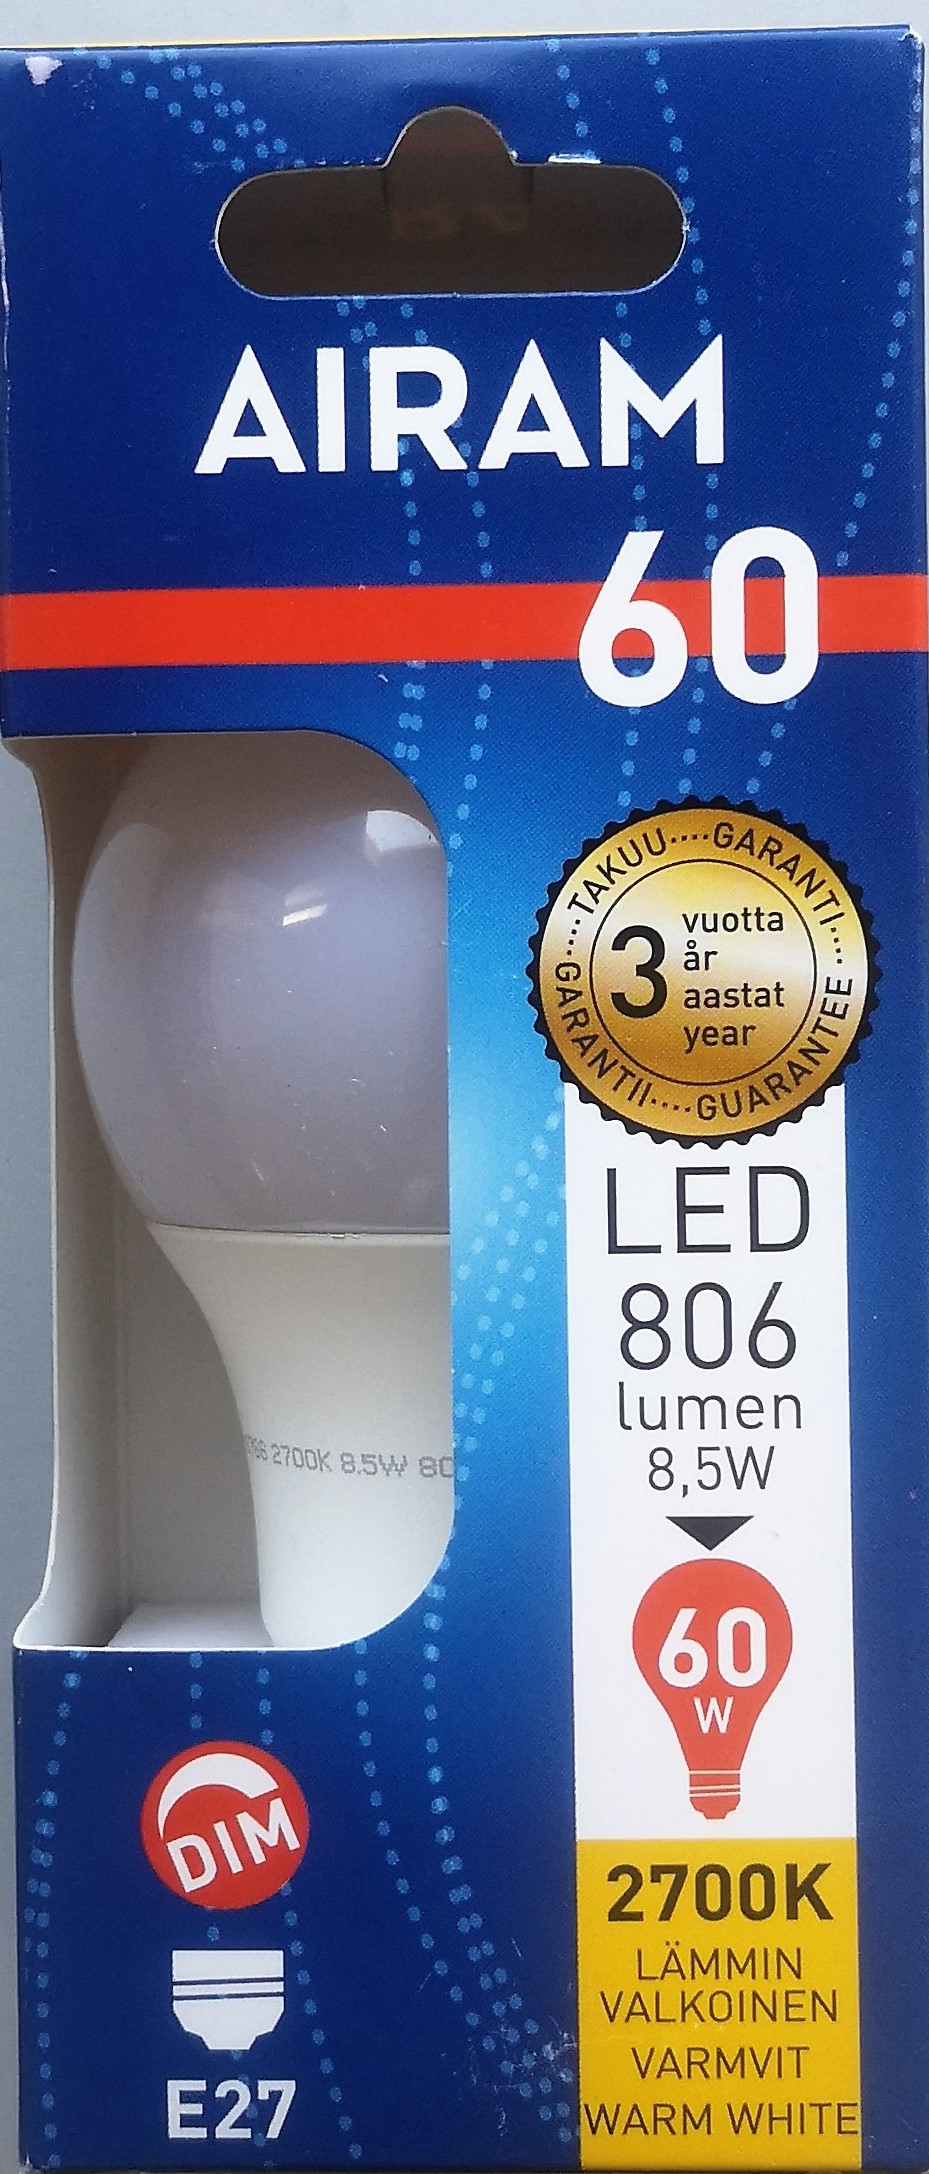 AIRAM
60
TAKUU····GARANTI····
GUARANTEE
GARANTII····
3
vuotta
år
aastat
year
LED
806
lumen
8,5W
2700K 8.5W
60
W
DIM
E27
2700K
LÄMMIN
VALKOINEN
VARMVIT
WARM WHITE